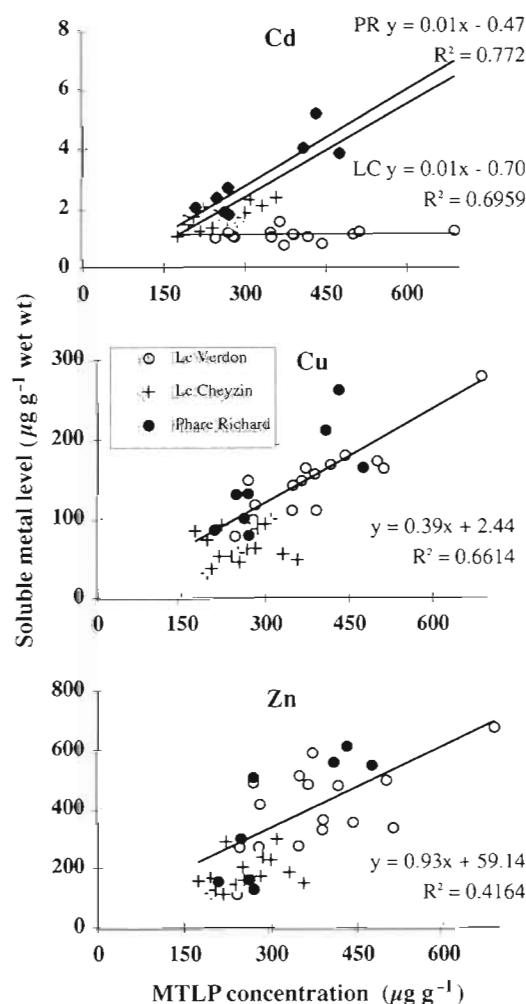 Cd
PR y = 0.01x - 0.47
R² = 0.772
LC y = 0.01x - 0.70
R² = 0.6959
8
6
4
2
0
0 150 300 450 600
Cu
Le Verdon
Le Cheyzin
Phare Richard
y = 0.39x + 2.44
R² = 0.6614
300
200
100
0
0 150 300 450 600
Soluble metal level (µg g⁻¹ wet wt)
Zn
y = 0.93x + 59.14
R² = 0.4164
800
600
400
200
0
0 150 300 450 600
MTLP concentration (µg g⁻¹)